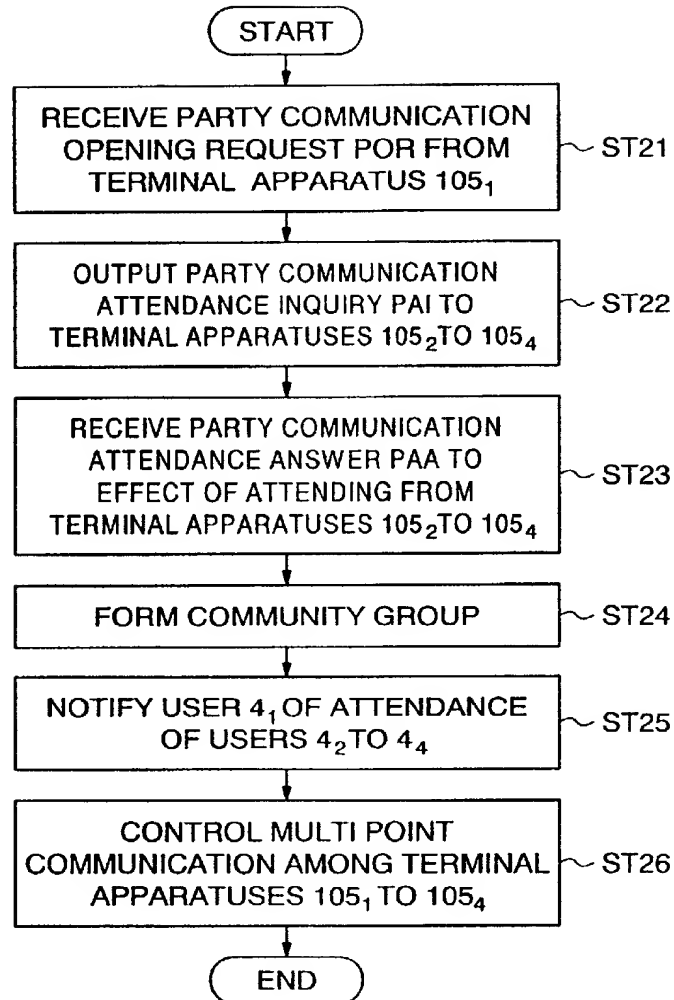 START
RECEIVE PARTY COMMUNICATION
OPENING REQUEST POR FROM
TERMINAL APPARATUS 105₁
ST21
OUTPUT PARTY COMMUNICATION
ATTENDANCE INQUIRY PAI TO
TERMINAL APPARATUSES 105₂ TO 105₄
ST22
RECEIVE PARTY COMMUNICATION
ATTENDANCE ANSWER PAA TO
EFFECT OF ATTENDING FROM
TERMINAL APPARATUSES 105₂ TO 105₄
ST23
FORM COMMUNITY GROUP
ST24
NOTIFY USER 4₁ OF ATTENDANCE
OF USERS 4₂ TO 4₄
ST25
CONTROL MULTI POINT
COMMUNICATION AMONG TERMINAL
APPARATUSES 105₁ TO 105₄
ST26
END